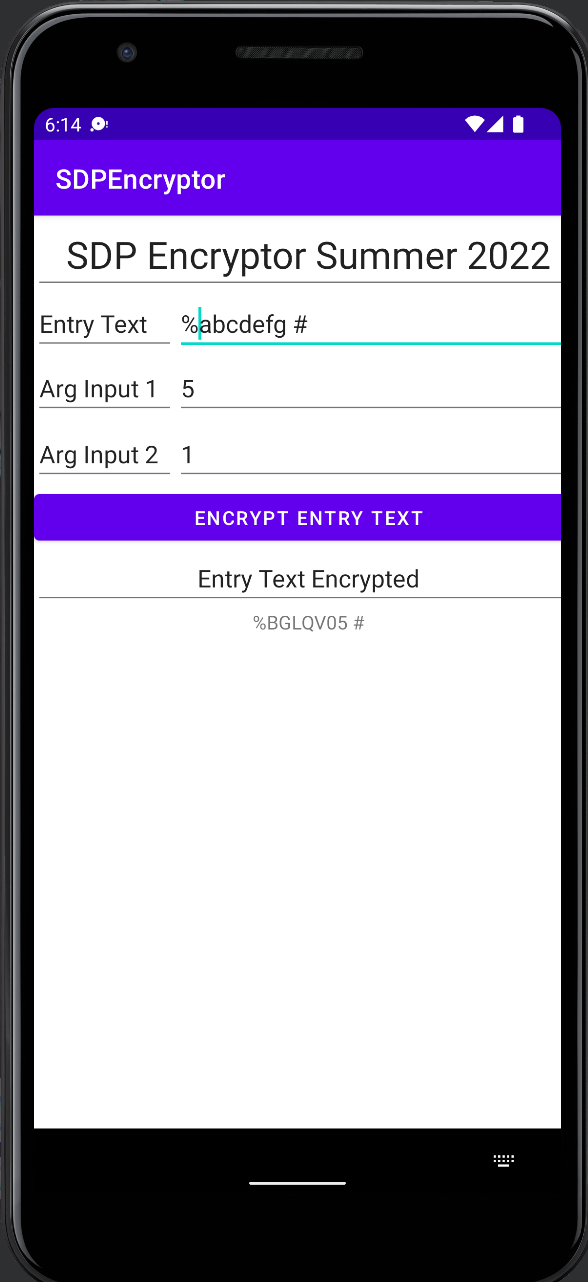 6:14
SDPEncryptor
SDP Encryptor Summer 2022
Entry Text %abcdefg #
Arg Input 1 5
Arg Input 2 1
ENCRYPT ENTRY TEXT
Entry Text Encrypted
%BGLQV05 #